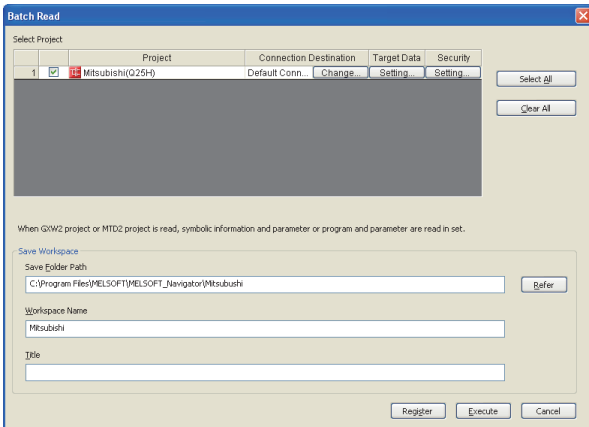 Batch Read
Select Project
Project Connection Destination Target Data Security
1 Mitsubishi(Q25H) Default Conn... Change... Setting... Setting...
Select All
Clear All
When GXW2 project or MTD2 project is read, symbolic information and parameter or program and parameter are read in set.
Save Workspace
Save Folder Path
C:\Program Files\MELSOFT\MELSOFT_Navigator\Mitsubushi
Refer
Workspace Name
Mitsubishi
Title
Register Execute Cancel